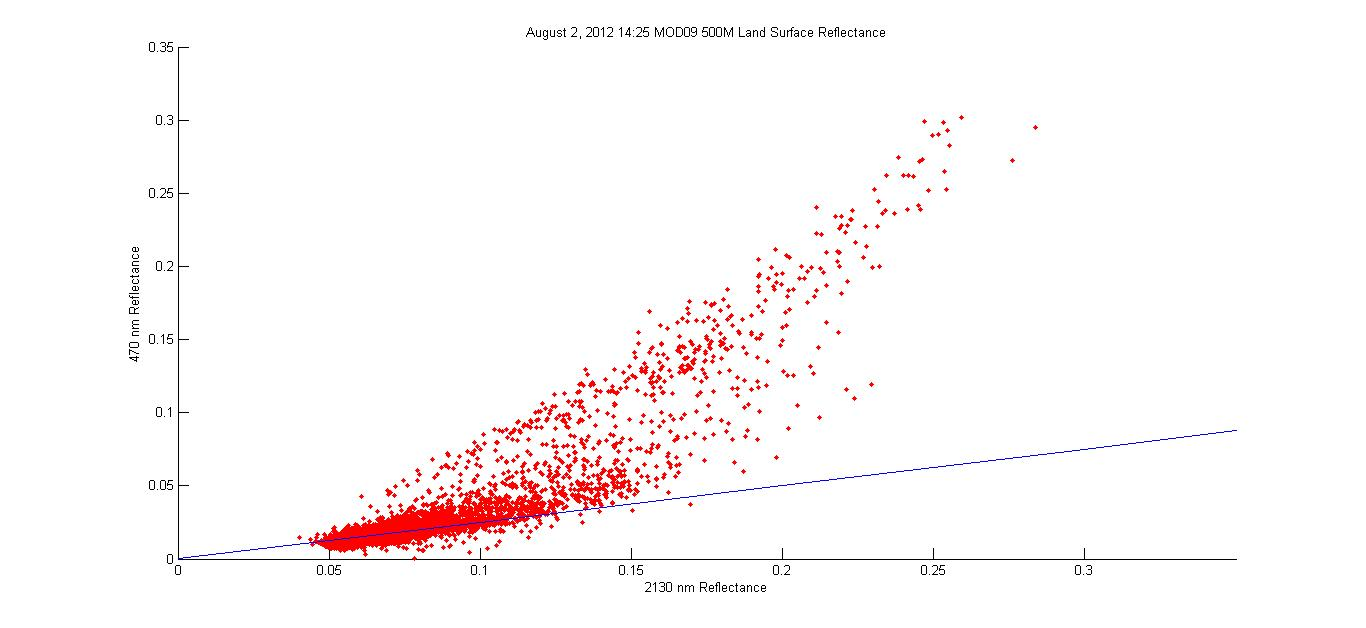 August 2, 2012 14:25 MOD09 500M Land Surface Reflectance
0.35
0.3
0.25
0.2
0.15
0.1
0.05
0
470 nm Reflectance
0 0.05 0.1 0.15 0.2 0.25 0.3
2130 nm Reflectance